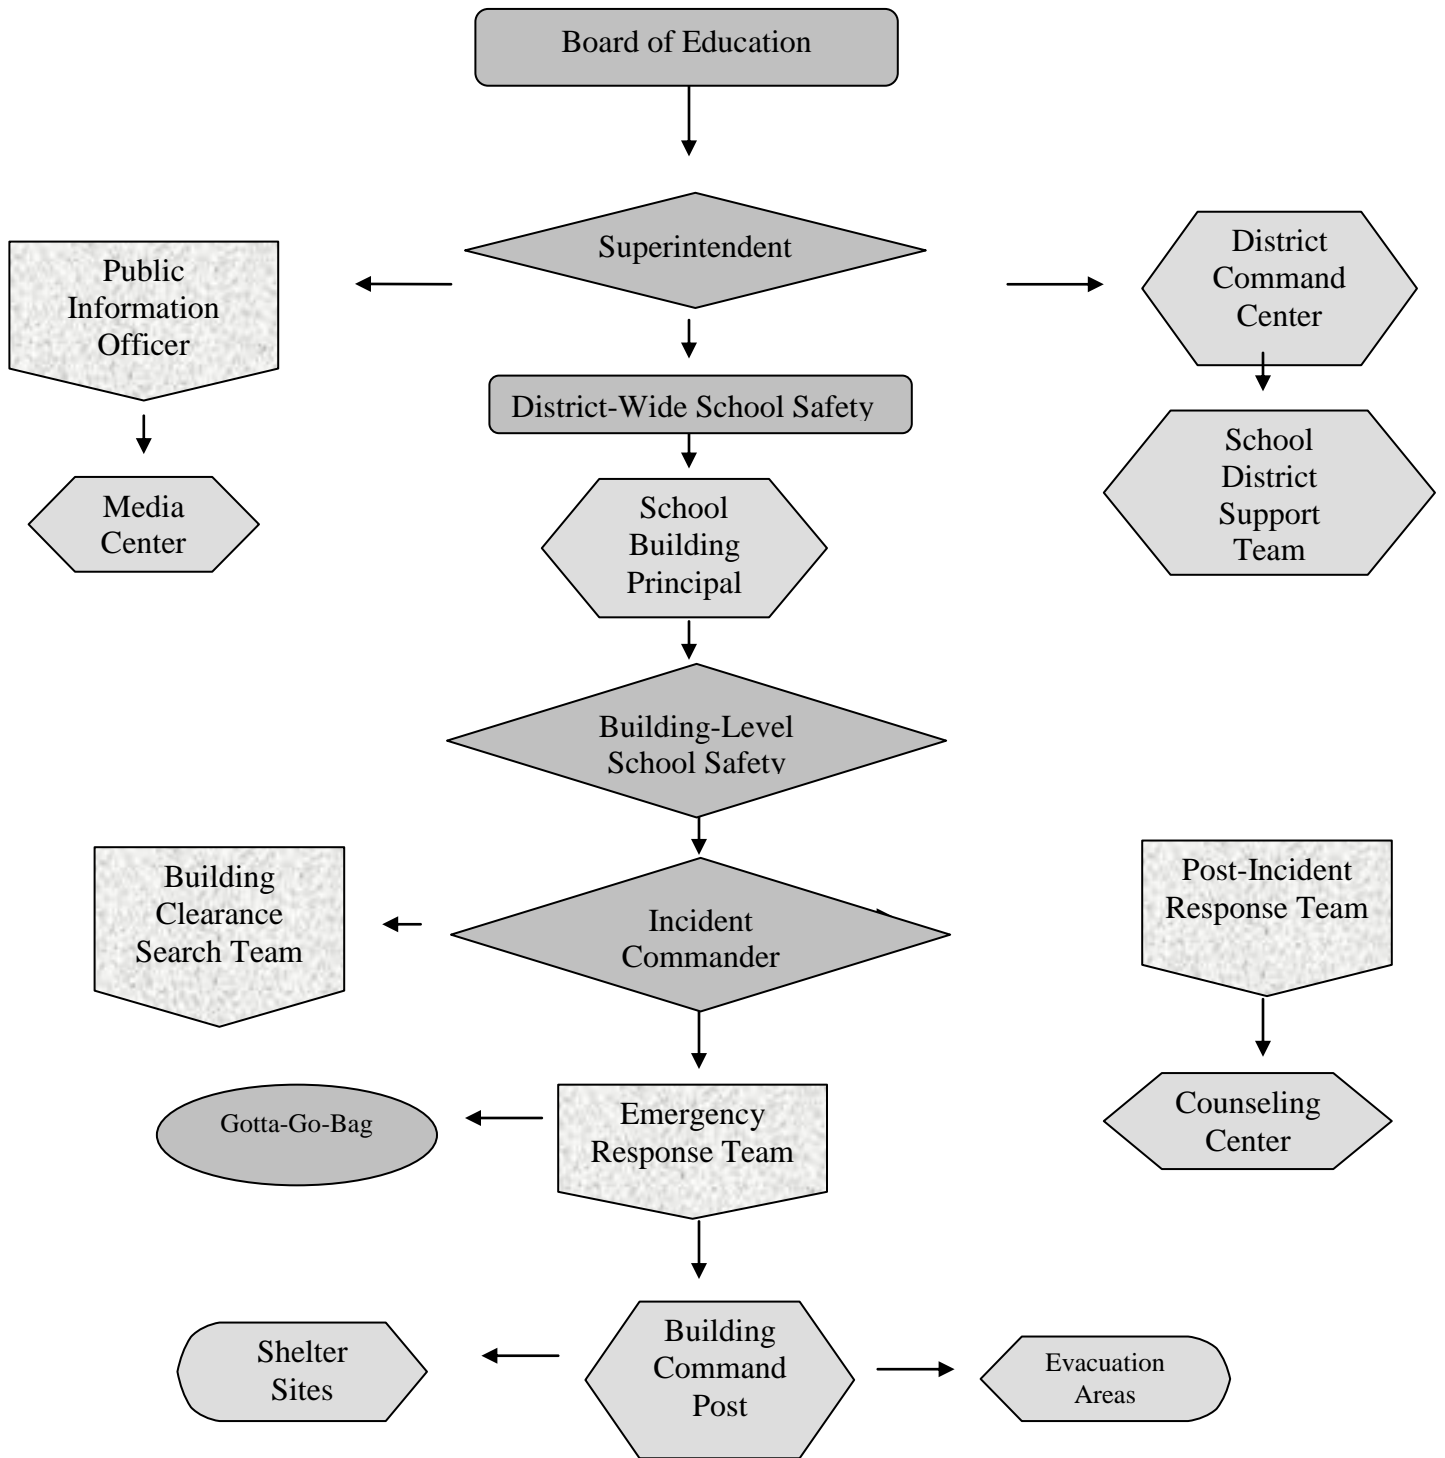 Board of Education
Superintendent
Public
Information
Officer
District
Command
Center
District-Wide School Safety
Media
Center
School
Building
Principal
School
District
Support
Team
Building-Level
School Safety
Building
Clearance
Search Team
Incident
Commander
Post-Incident
Response Team
Gotta-Go-Bag
Emergency
Response Team
Counseling
Center
Shelter
Sites
Building
Command
Post
Evacuation
Areas